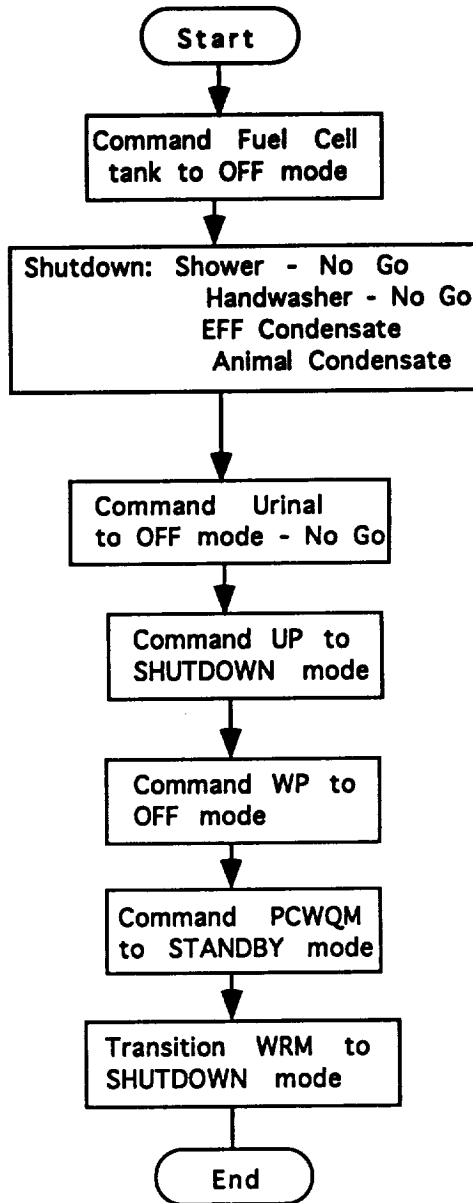 Start
Command Fuel Cell
tank to OFF mode
Shutdown: Shower - No Go
Handwasher - No Go
EFF Condensate
Animal Condensate
Command Urinal
to OFF mode - No Go
Command UP to
SHUTDOWN mode
Command WP to
OFF mode
Command PCWQM
to STANDBY mode
Transition WRM to
SHUTDOWN mode
End